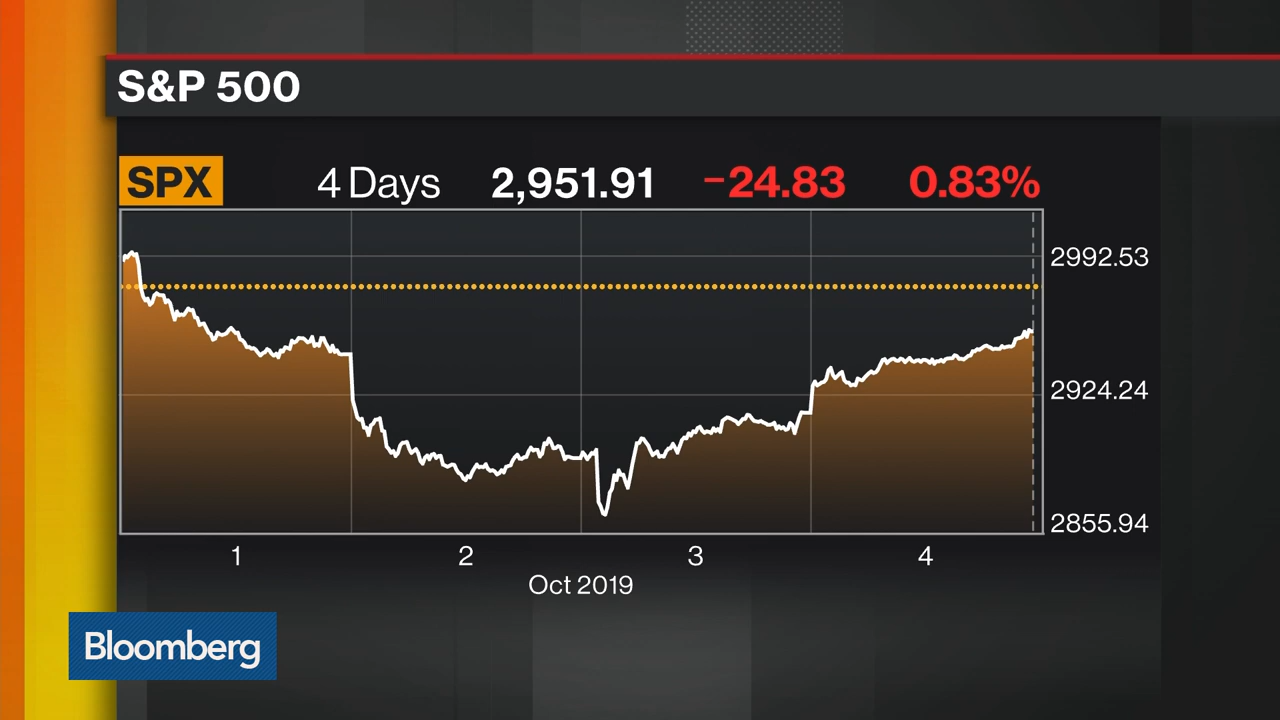 S&P 500
SPX 4 Days 2,951.91 −24.83 0.83%
2992.53
2924.24
2855.94
1 2 3 4
Oct 2019
Bloomberg